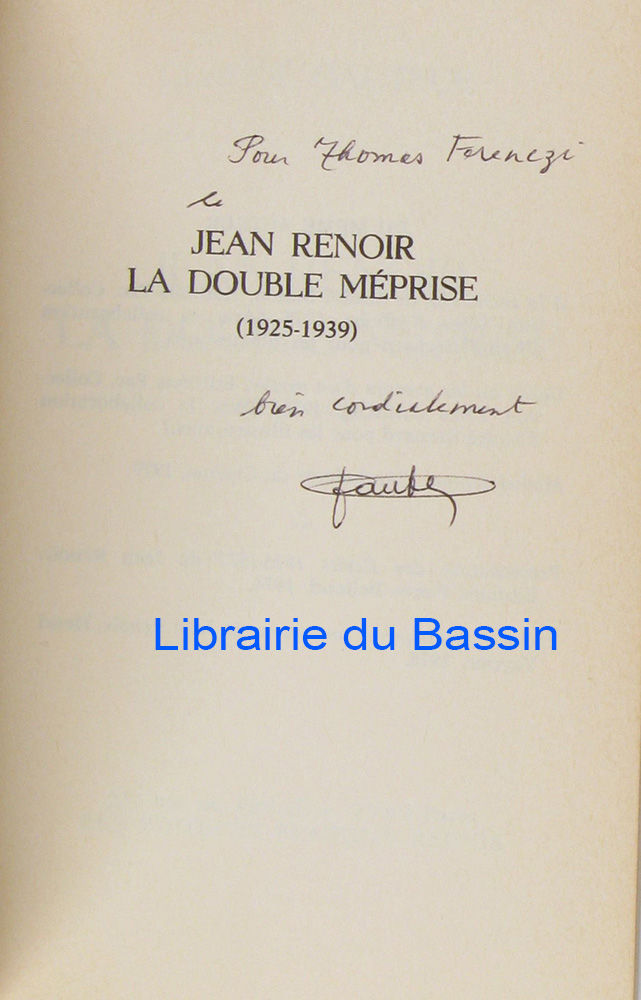 Pour Thomas Ferenczi
le
JEAN RENOIR
LA DOUBLE MÉPRISE
(1925-1939)
bien cordialement
Librairie du Bassin